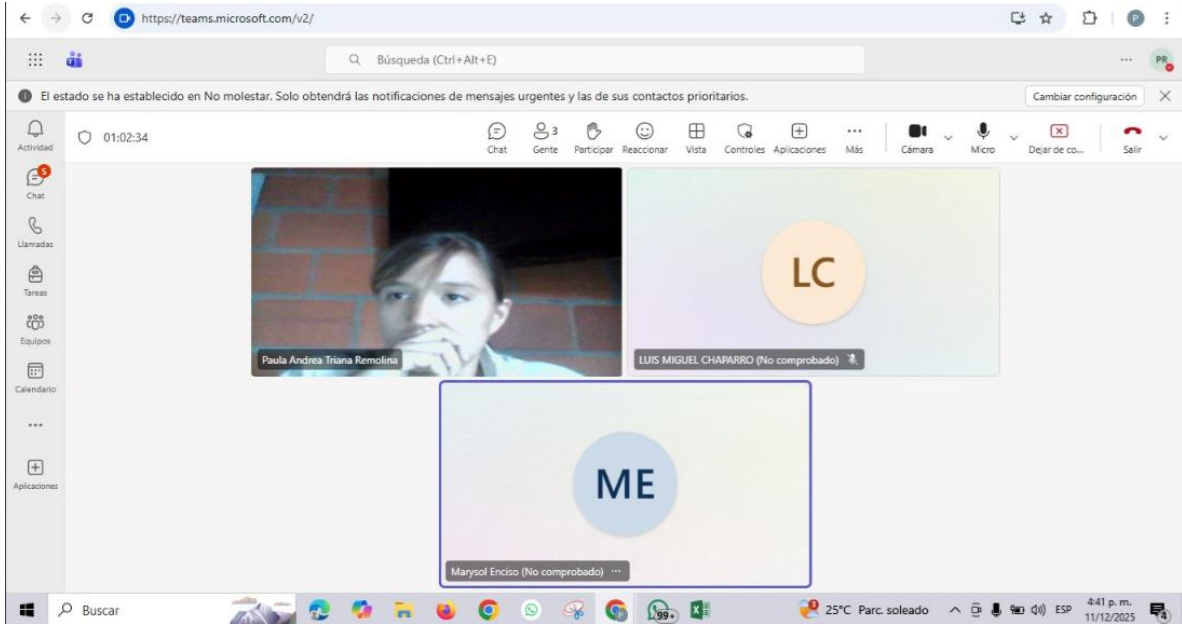 https://teams.microsoft.com/v2/
P
Búsqueda (Ctrl+Alt+E)
PR
El estado se ha establecido en No molestar. Solo obtendrá las notificaciones de mensajes urgentes y las de sus contactos prioritarios.
Cambiar configuración
Actividad
01:02:34
Chat
3
Gente
Participar
Reaccionar
Vista
Controles
Aplicaciones
Más
Cámara
Micro
Dejar de co...
Salir
5
Chat
Llamadas
Tareas
Equipos
Calendario
Aplicaciones
Paula Andrea Triana Remolina
LC
LUIS MIGUEL CHAPARRO (No comprobado)
ME
Marysol Enciso (No comprobado) ...
Buscar
99+
25°C Parc. soleado
ESP
4:41 p. m.
11/12/2025
4